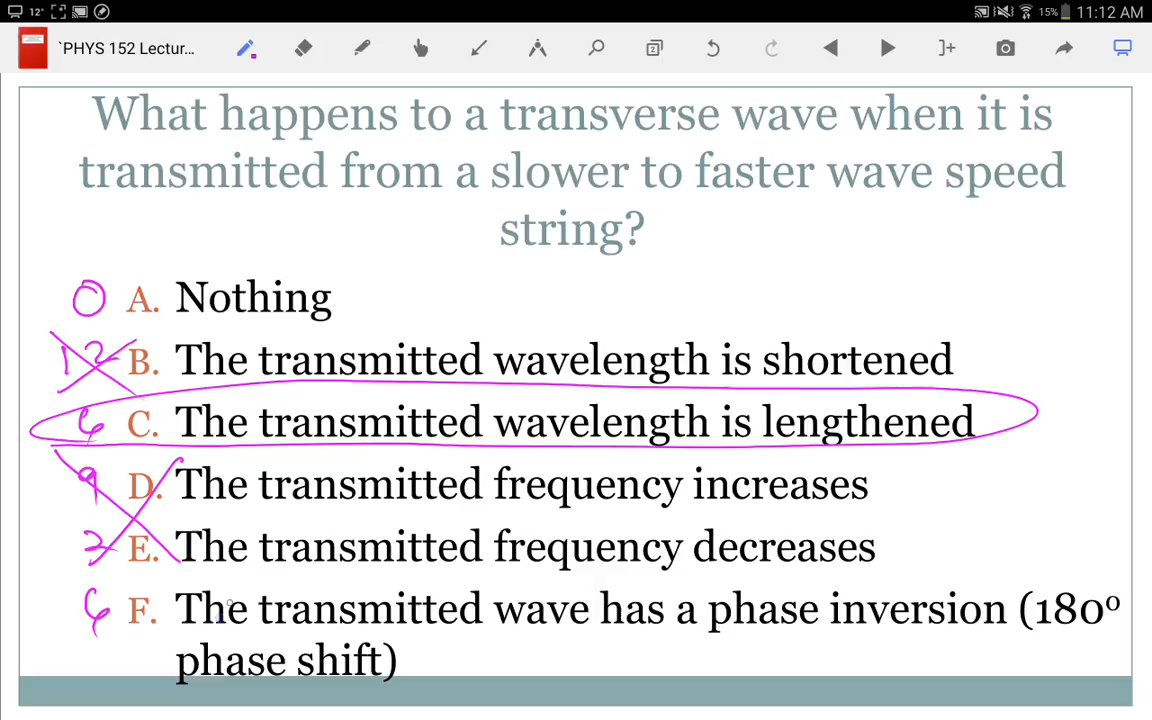 12°
15% 11:12 AM
`PHYS 152 Lectur...
2
What happens to a transverse wave when it is
transmitted from a slower to faster wave speed
string?
0 A. Nothing
12 B. The transmitted wavelength is shortened
6 C. The transmitted wavelength is lengthened
9 D. The transmitted frequency increases
2 E. The transmitted frequency decreases
6 F. The transmitted wave has a phase inversion (180°
phase shift)